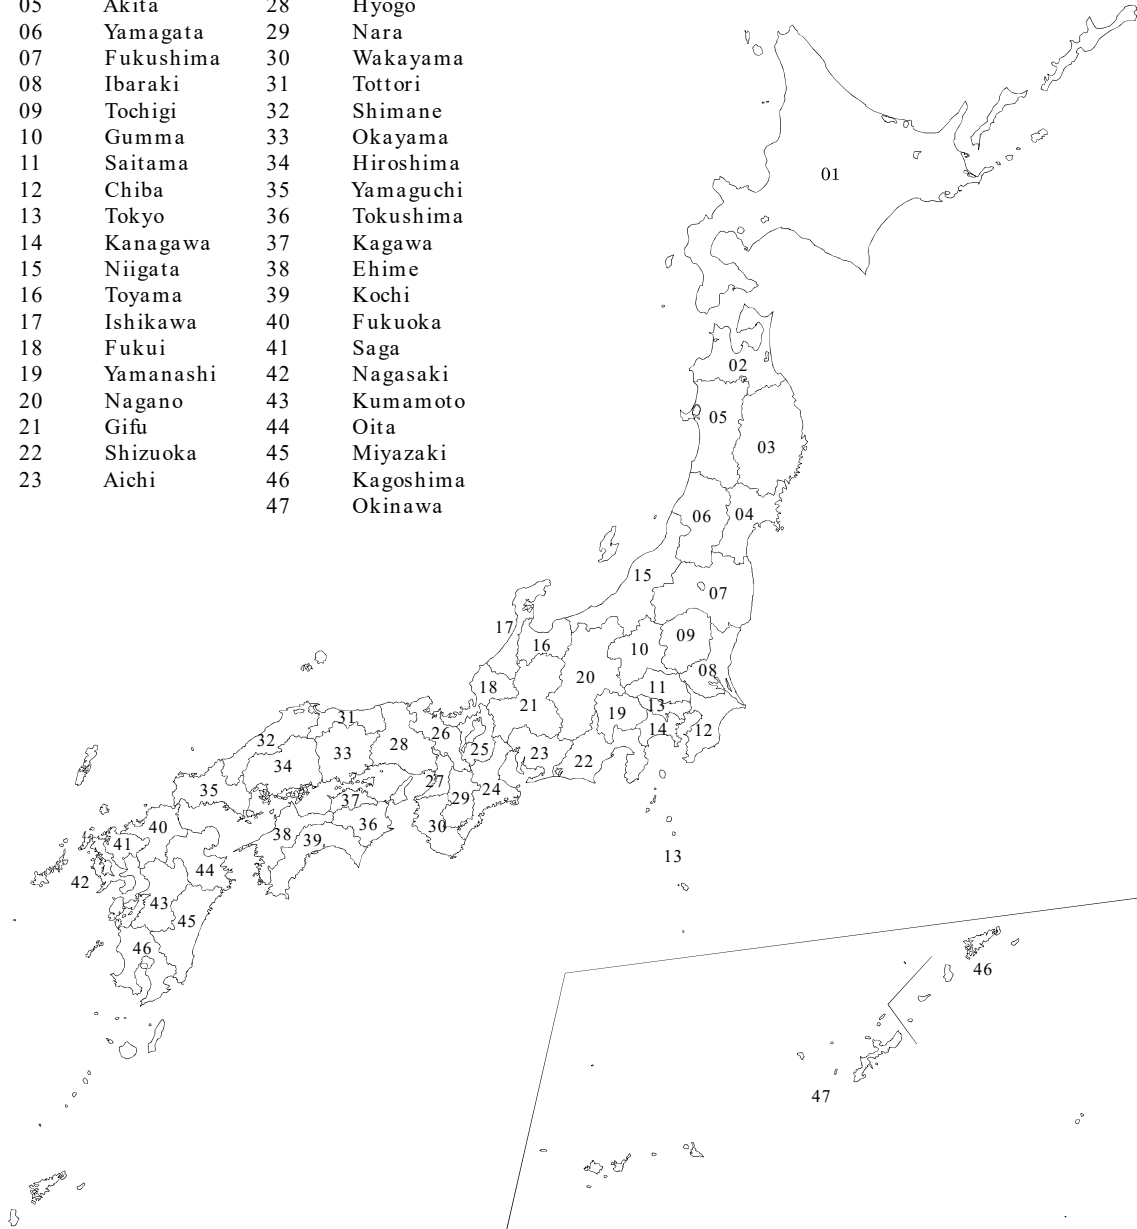 05 Akita 28 Hyogo
06 Yamagata 29 Nara
07 Fukushima 30 Wakayama
08 Ibaraki 31 Tottori
09 Tochigi 32 Shimane
10 Gumma 33 Okayama
11 Saitama 34 Hiroshima
12 Chiba 35 Yamaguchi
13 Tokyo 36 Tokushima
14 Kanagawa 37 Kagawa
15 Niigata 38 Ehime
16 Toyama 39 Kochi
17 Ishikawa 40 Fukuoka
18 Fukui 41 Saga
19 Yamanashi 42 Nagasaki
20 Nagano 43 Kumamoto
21 Gifu 44 Oita
22 Shizuoka 45 Miyazaki
23 Aichi 46 Kagoshima
47 Okinawa
01
02
05
03
06
04
15
07
17
16
09
10
08
20
18
11
21
13
19
31
14
12
26
32
28
25
33
23
22
34
27
35
24
29
37
40
36
30
38
39
41
13
44
42
43
45
46
46
47